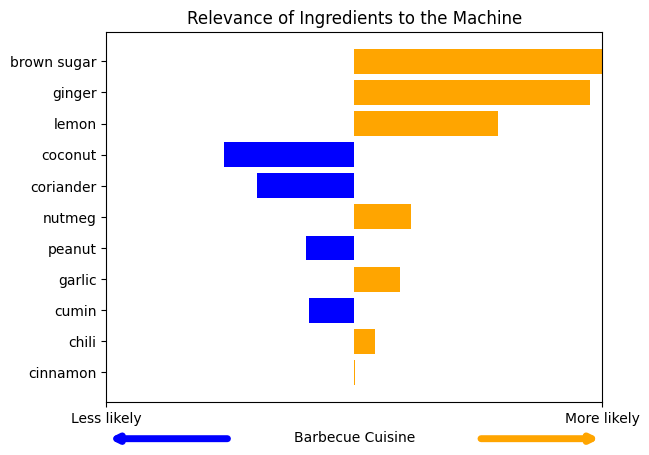 Relevance of Ingredients to the Machine
brown sugar
ginger
lemon
coconut
coriander
nutmeg
peanut
garlic
cumin
chili
cinnamon
Less likely
More likely
Barbecue Cuisine